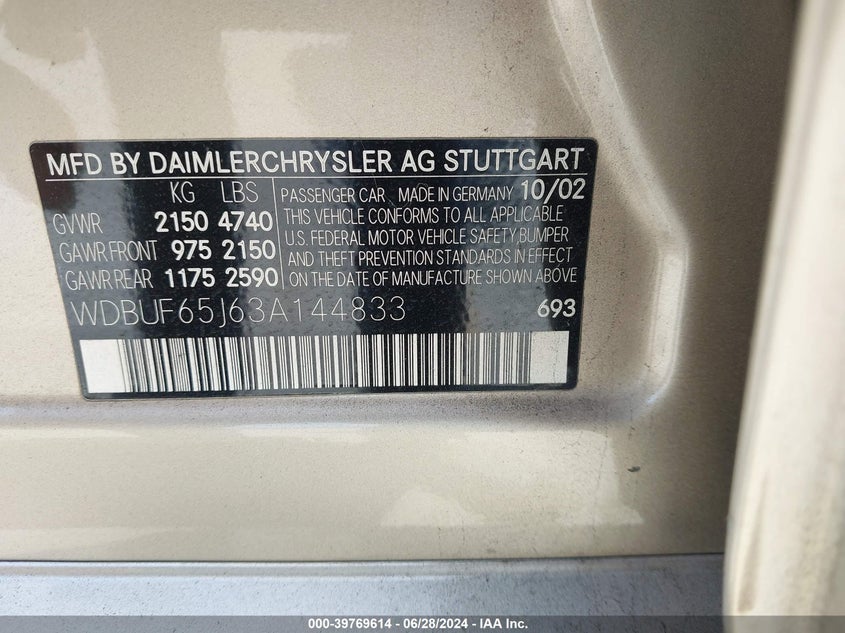 MFD BY DAIMLERCHRYSLER AG STUTTGART
KG LBS
GVWR 2150 4740
GAWR FRONT 975 2150
GAWR REAR 1175 2590
PASSENGER CAR MADE IN GERMANY 10/02
THIS VEHICLE CONFORMS TO ALL APPLICABLE
U.S. FEDERAL MOTOR VEHICLE SAFETY,BUMPER
AND THEFT PREVENTION STANDARDS IN EFFECT
ON THE DATE OF MANUFACTURE SHOWN ABOVE.
WDBUF65J63A144833 693
000-39769614 / 06/28/2024 - IAA Inc.